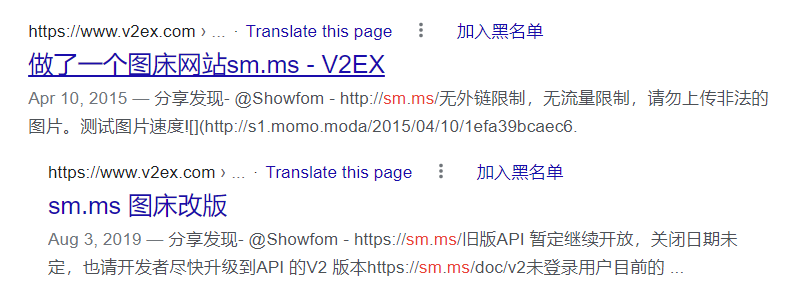 https://www.v2ex.com › ... · Translate this page ⋮ 加入黑名单
做了一个图床网站sm.ms - V2EX
Apr 10, 2015 — 分享发现- @Showfom - http://sm.ms/无外链限制，无流量限制，请勿上传非法的
图片。测试图片速度![](http://s1.momo.moda/2015/04/10/1efa39bcaec6.
https://www.v2ex.com › ... · Translate this page ⋮ 加入黑名单
sm.ms 图床改版
Aug 3, 2019 — 分享发现- @Showfom - https://sm.ms/旧版API 暂定继续开放，关闭日期未
定，也请开发者尽快升级到API 的V2 版本https://sm.ms/doc/v2未登录用户目前的 ...